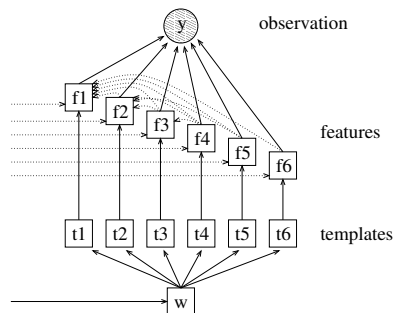 y observation
f1
f2
f3
f4
f5
f6
features
t1 t2 t3 t4 t5 t6 templates
w